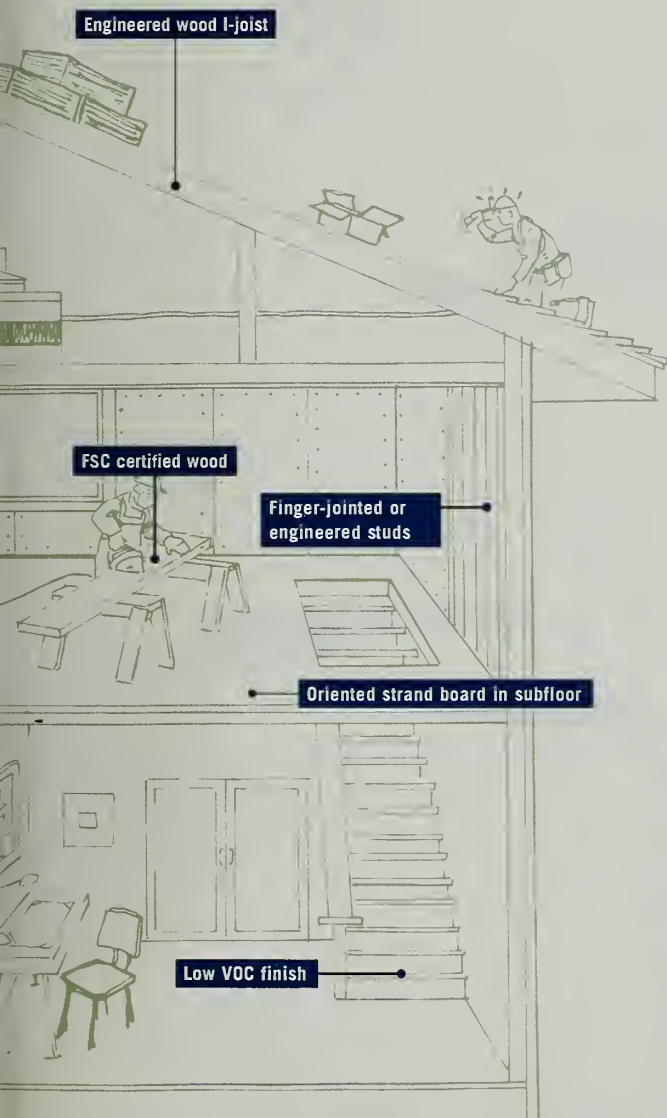 Engineered wood I-joist
FSC certified wood
Finger-jointed or
engineered studs
Oriented strand board in subfloor
Low VOC finish